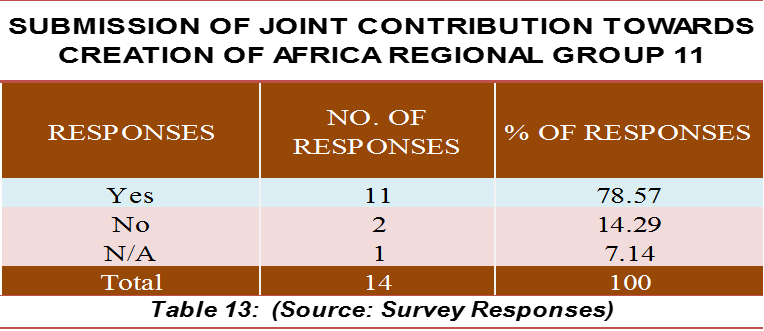 SUBMISSION OF JOINT CONTRIBUTION TOWARDS
CREATION OF AFRICA REGIONAL GROUP 11
RESPONSES NO. OF RESPONSES % OF RESPONSES
Yes 11 78.57
No 2 14.29
N/A 1 7.14
Total 14 100
Table 13: (Source: Survey Responses)